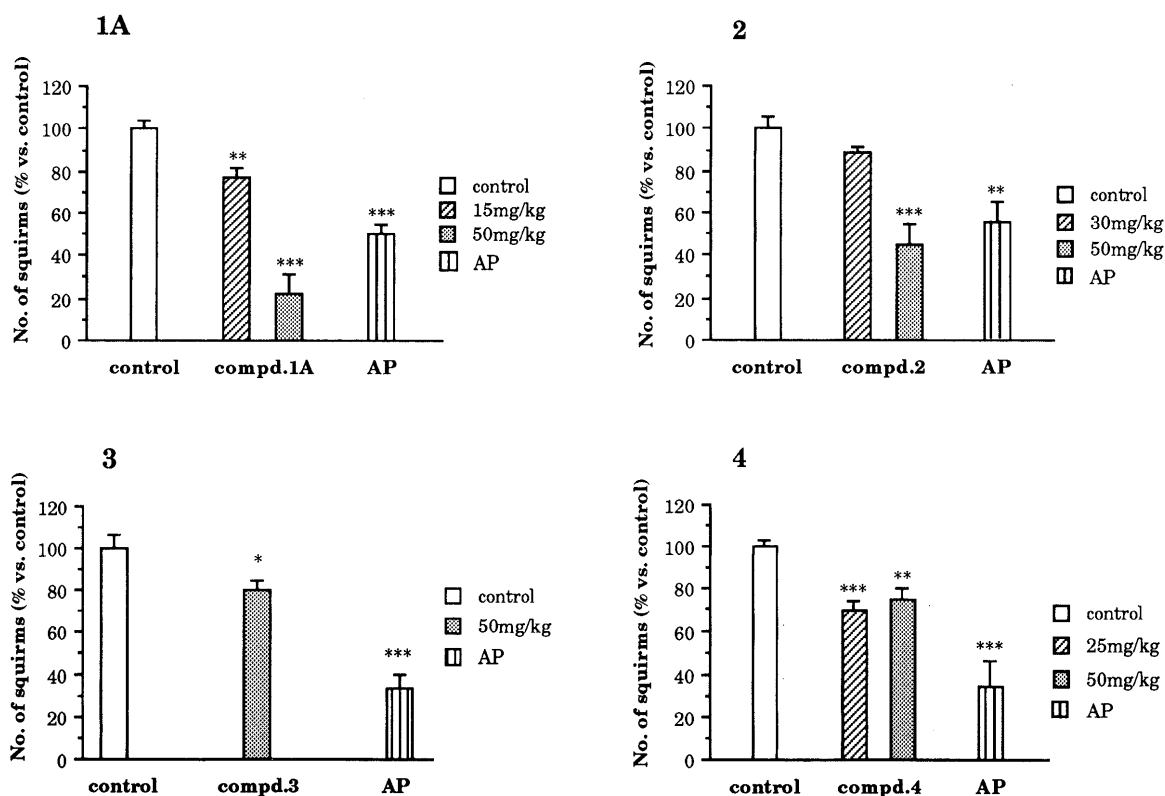 1A
No. of squirms (% vs. control)
120
100
80
60
40
20
0
**
***
***
control
compd.1A
AP
control
15mg/kg
50mg/kg
AP
2
No. of squirms (% vs. control)
120
100
80
60
40
20
0
***
**
control
compd.2
AP
control
30mg/kg
50mg/kg
AP
3
No. of squirms (% vs. control)
120
100
80
60
40
20
0
*
***
control
compd.3
AP
control
50mg/kg
AP
4
No. of squirms (% vs. control)
120
100
80
60
40
20
0
***
**
***
control
compd.4
AP
control
25mg/kg
50mg/kg
AP